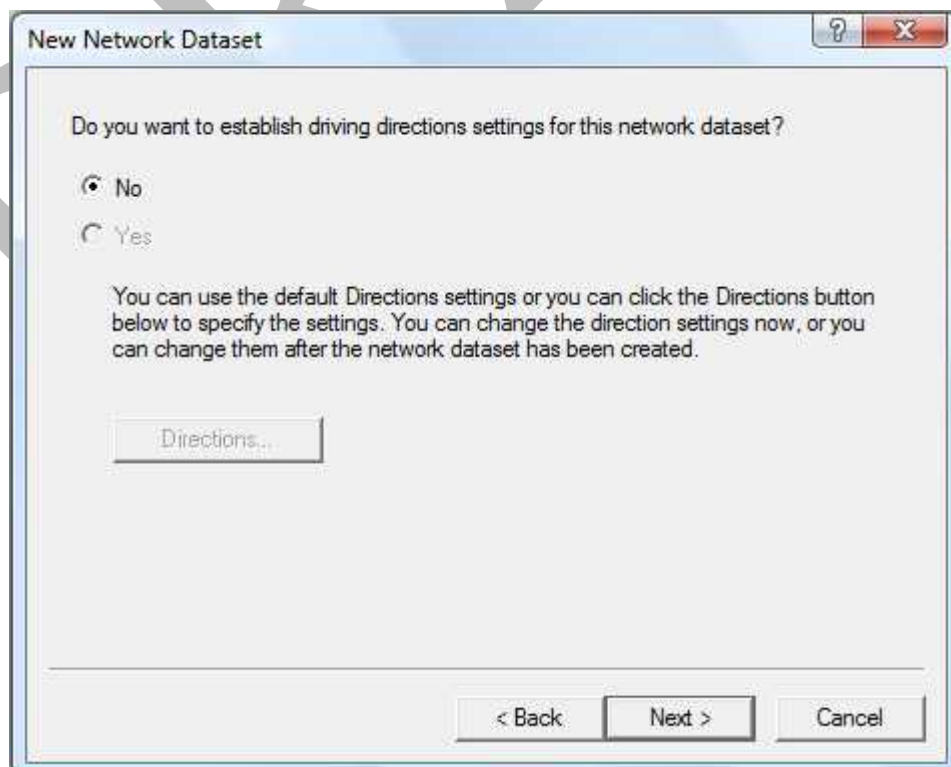 New Network Dataset
?
X
Do you want to establish driving directions settings for this network dataset?
No
Yes
You can use the default Directions settings or you can click the Directions button
below to specify the settings. You can change the direction settings now, or you
can change them after the network dataset has been created.
Directions...
< Back
Next >
Cancel